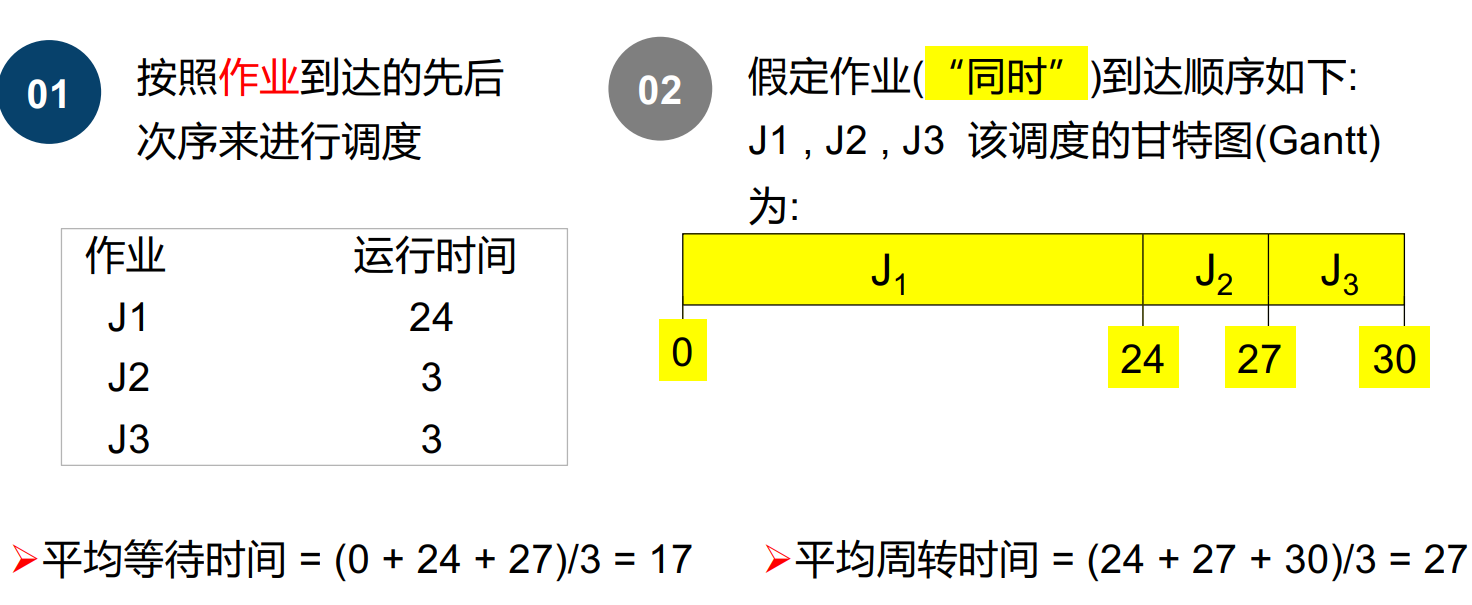 01
按照作业到达的先后
次序来进行调度
02
假定作业(“同时”)到达顺序如下:
J1 , J2 , J3 该调度的甘特图(Gantt)
为:
作业 运行时间
J1 24
J2 3
J3 3
J1 J2 J3
0 24 27 30
➢平均等待时间 = (0 + 24 + 27)/3 = 17
➢平均周转时间 = (24 + 27 + 30)/3 = 27